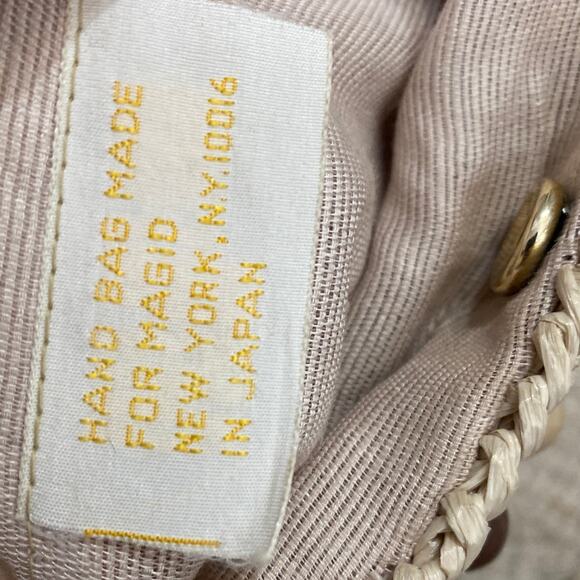 HAND BAG MADE
FOR MAGID
NEW YORK, N.Y. 10016
IN JAPAN